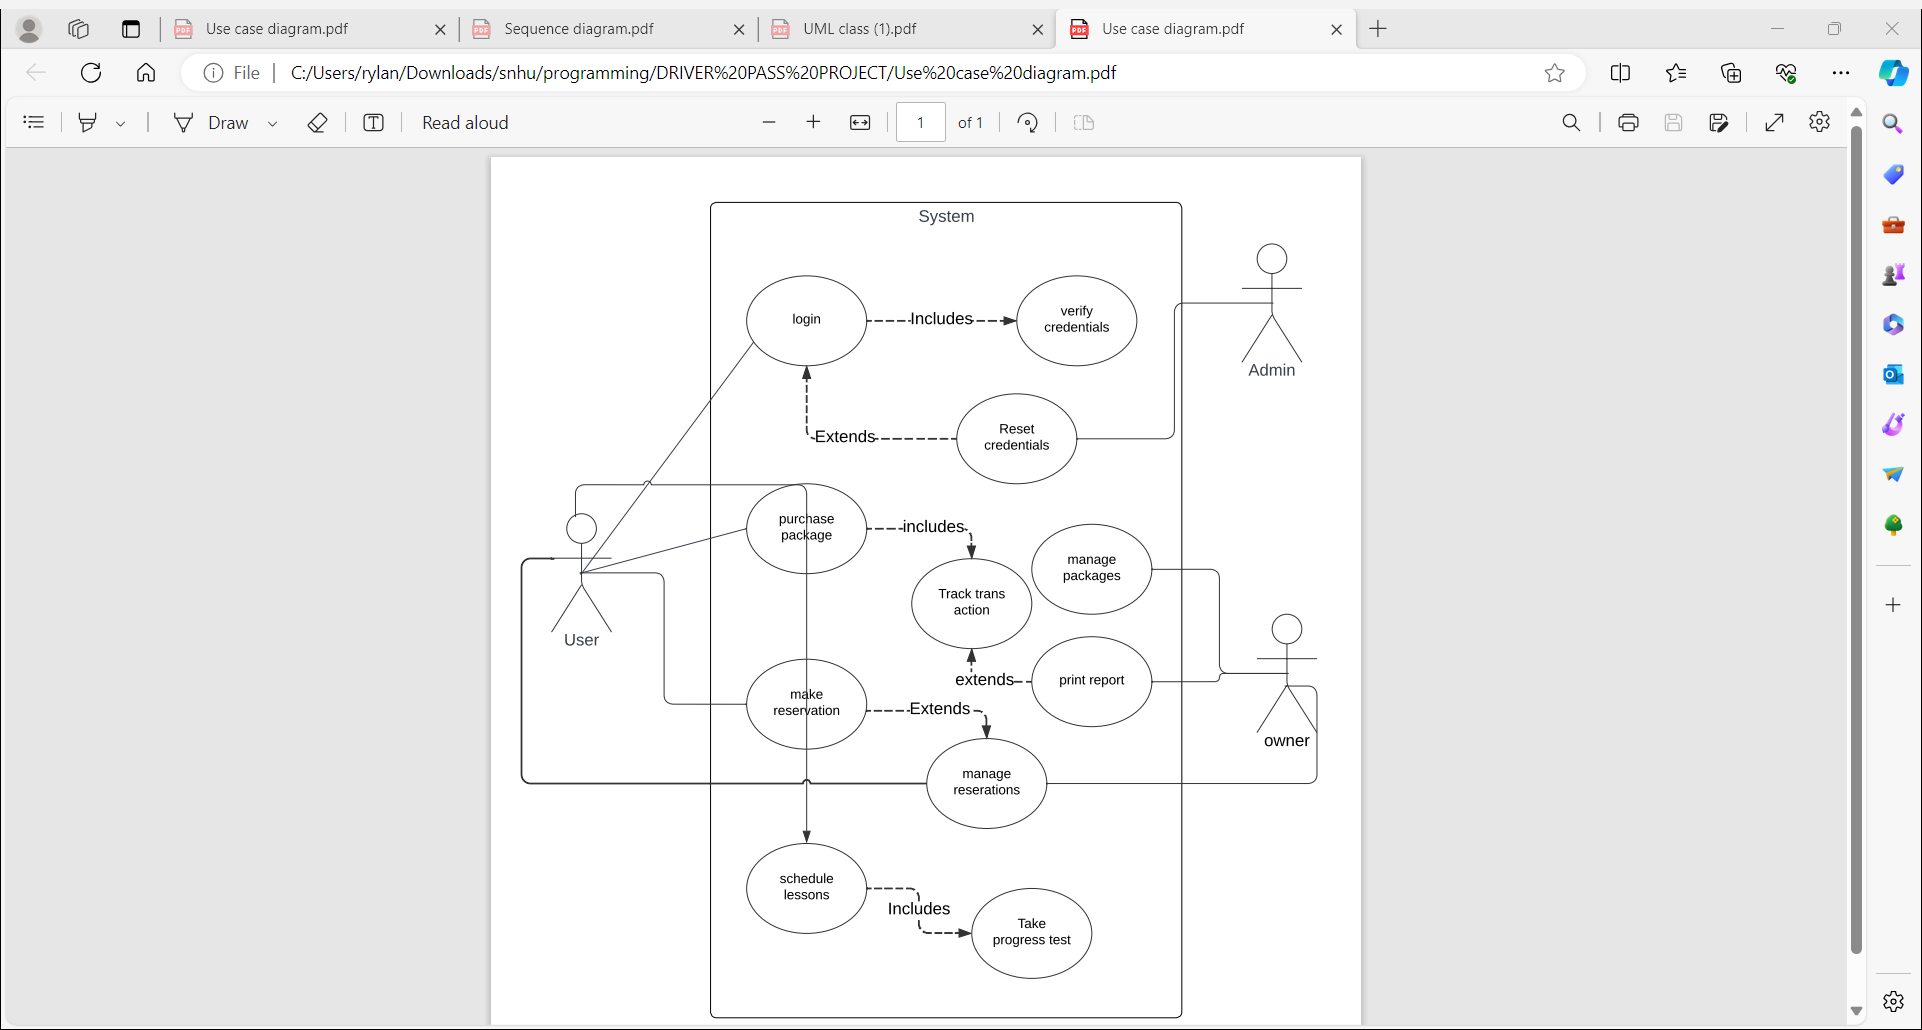 Use case diagram.pdf
Sequence diagram.pdf
UML class (1).pdf
Use case diagram.pdf
File
C:/Users/rylan/Downloads/snhu/programming/DRIVER%20PASS%20PROJECT/Use%20case%20diagram.pdf
Draw
Read aloud
1
of 1
System
login
Includes
verify
credentials
Admin
Extends
Reset
credentials
purchase
package
includes
manage
packages
Track trans
action
User
extends
print report
make
reservation
Extends
owner
manage
reserations
schedule
lessons
Includes
Take
progress test